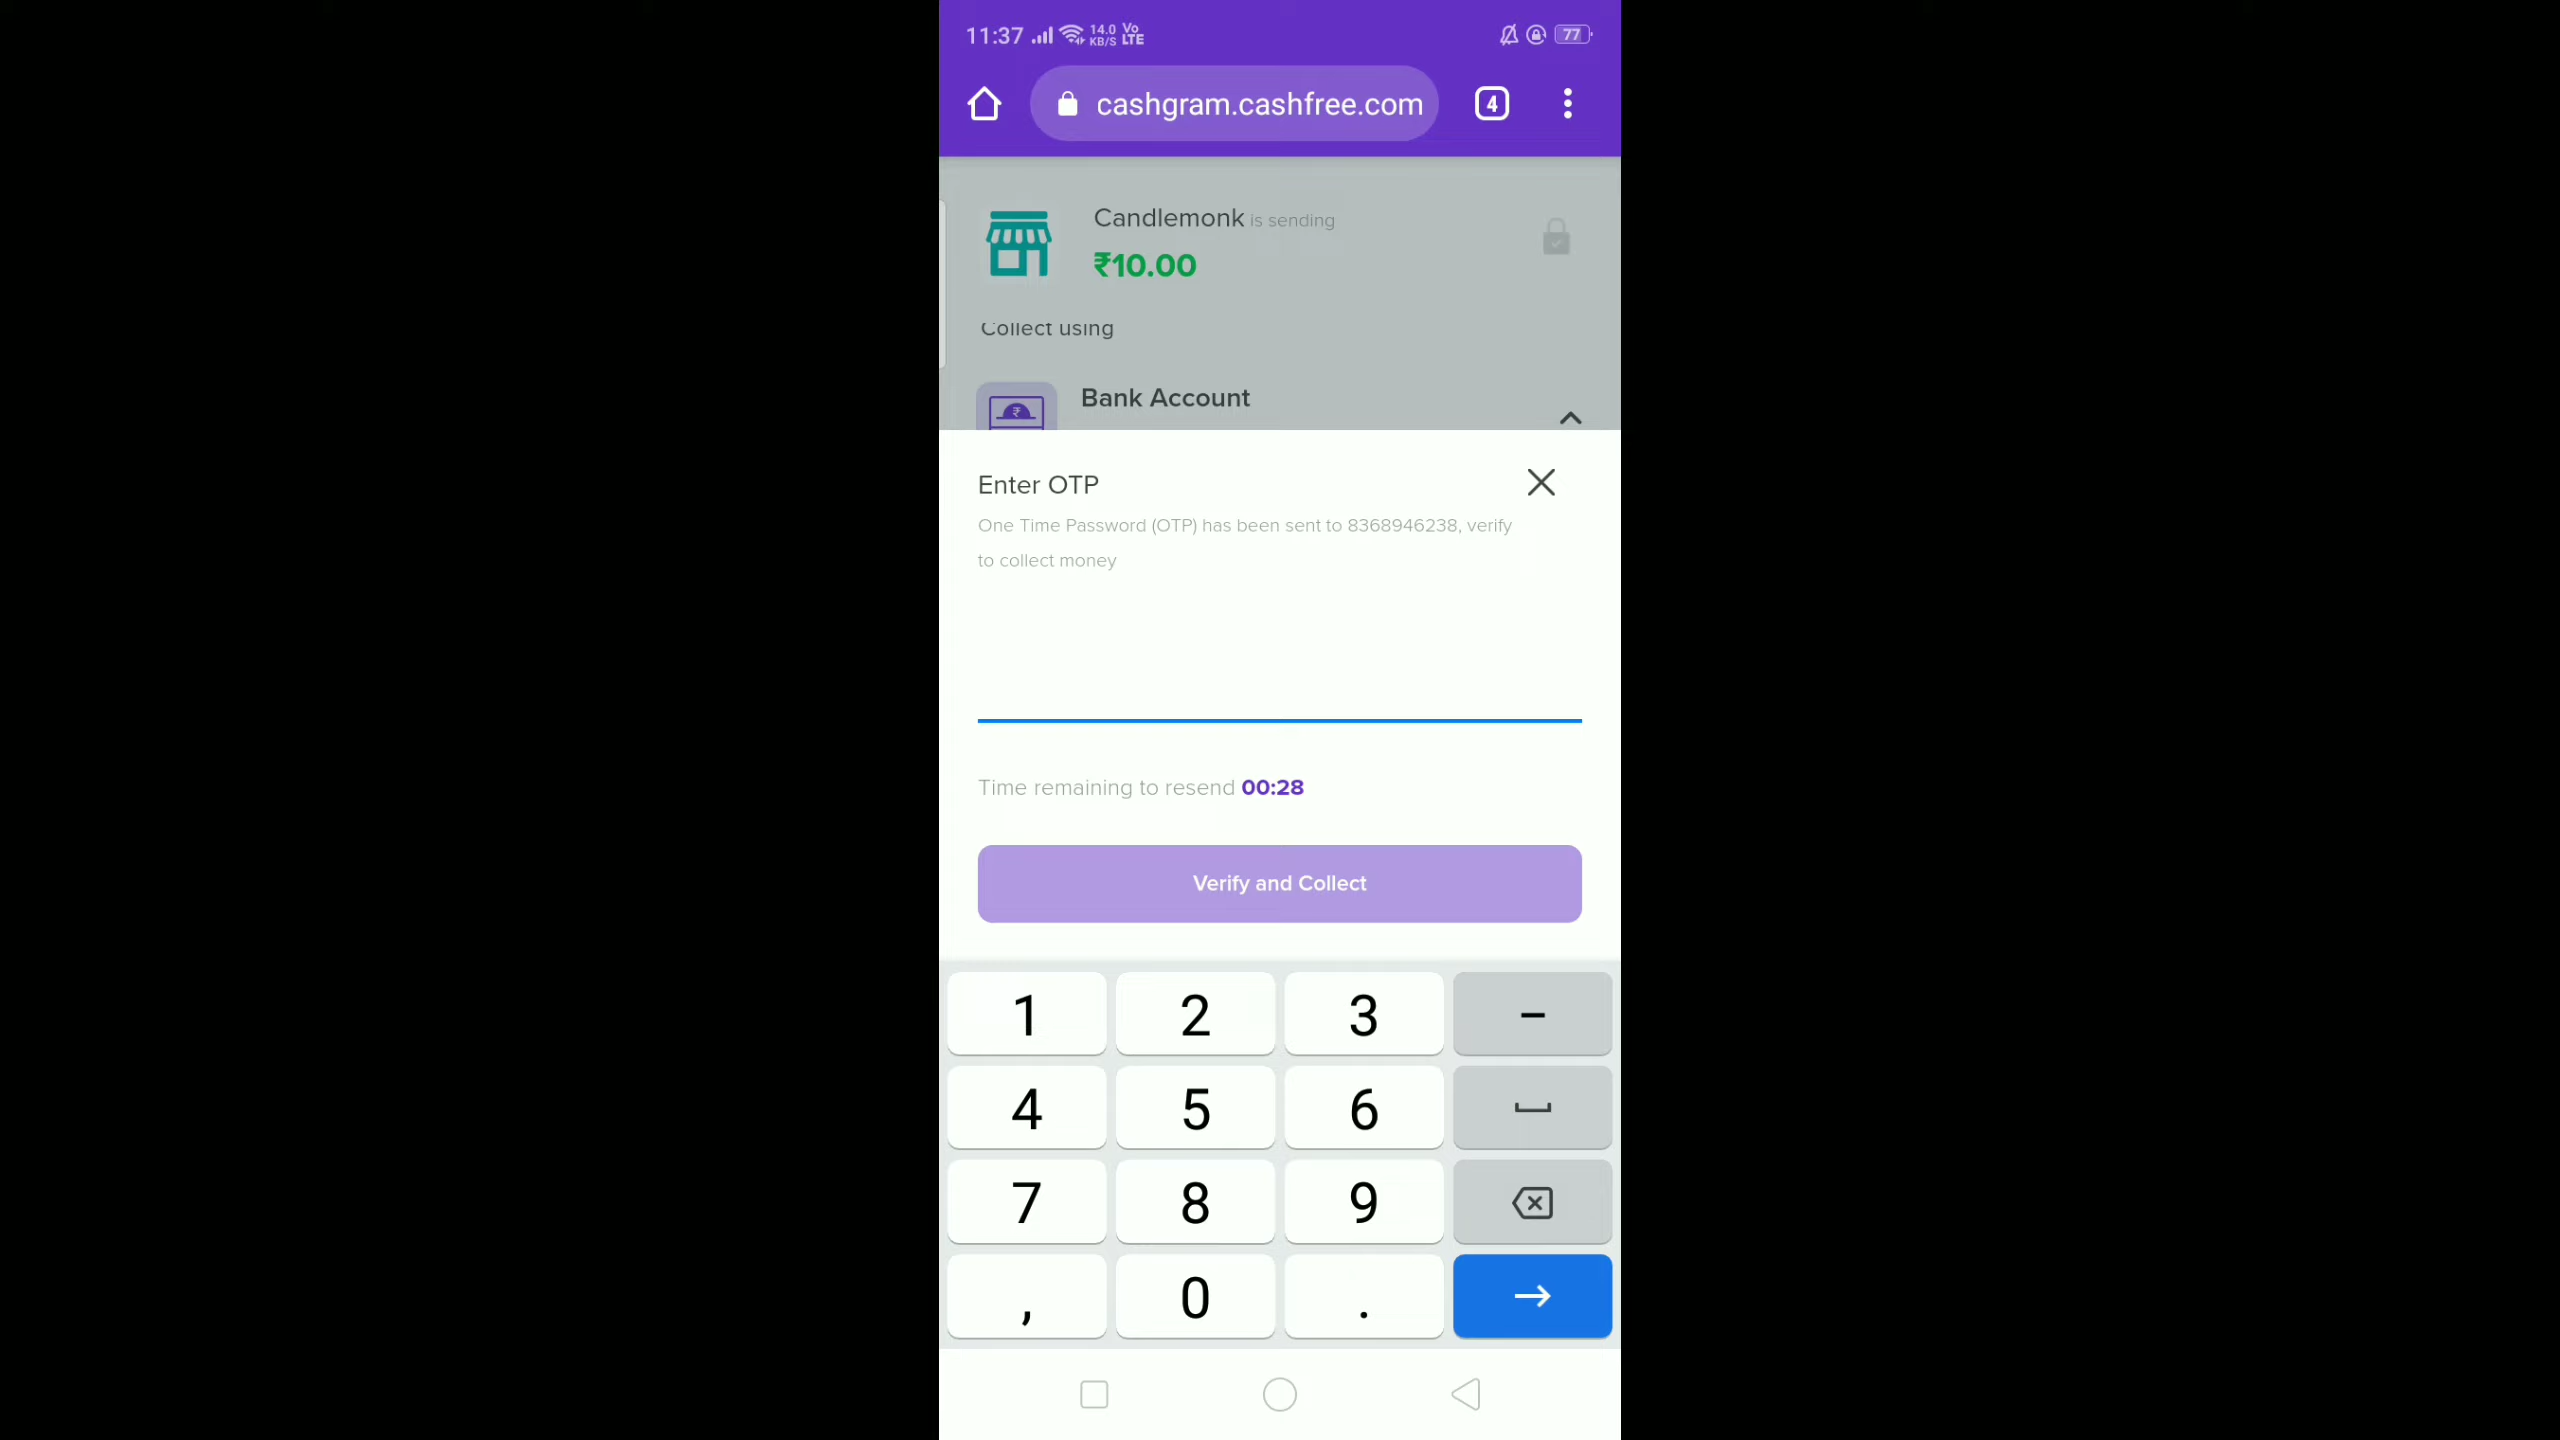 11:37 14.0 KB/S Vo LTE 77
cashgram.cashfree.com 4
Candlemonk is sending
₹10.00
Collect using
₹
Bank Account
Enter OTP
One Time Password (OTP) has been sent to 8368946238, verify
to collect money
Time remaining to resend 00:28
Verify and Collect
1 2 3 -
4 5 6
7 8 9
, 0 .